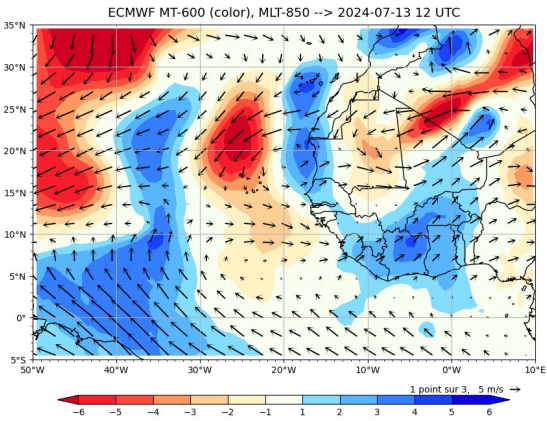 ECMWF MT-600 (color), MLT-850 --> 2024-07-13 12 UTC
35°N
30°N
25°N
20°N
15°N
10°N
5°N
0°
5°S
50°W 40°W 30°W 20°W 10°W 0°W 10°E
1 point sur 3, 5 m/s
−6 −5 −4 −3 −2 −1 1 2 3 4 5 6